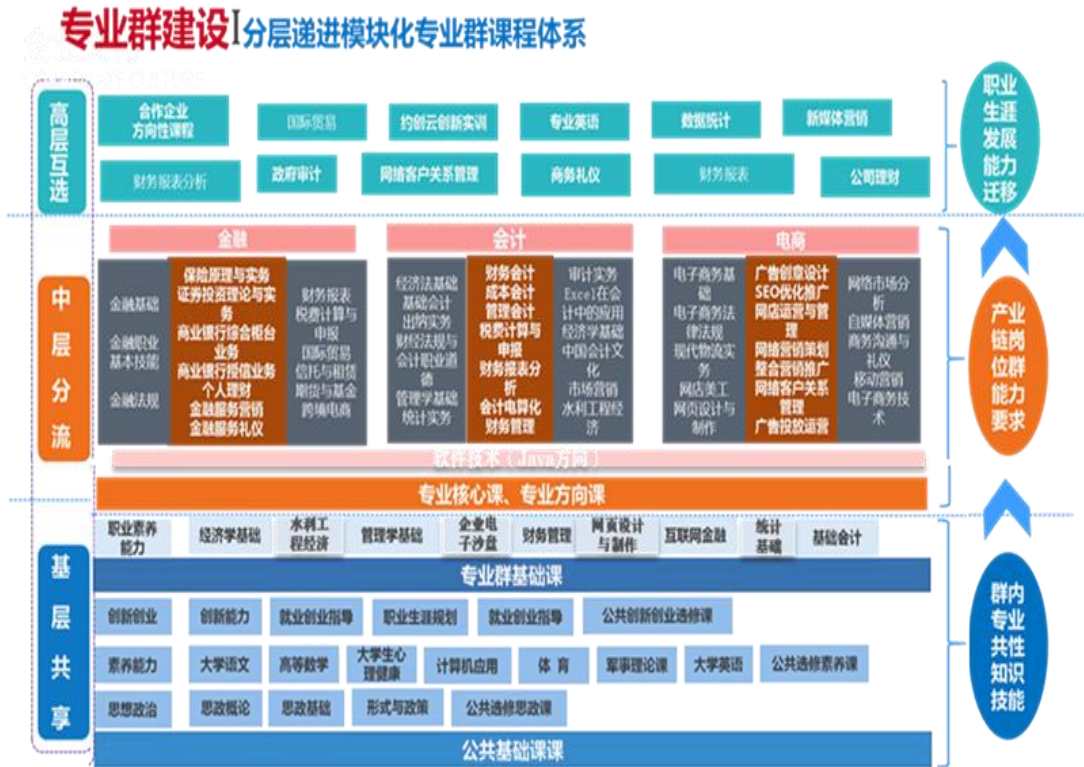 专业群建设I分层递进模块化专业群课程体系
高层互选
合作企业
方向性课程
国际贸易
约创云创新实训
专业英语
数据统计
新媒体营销
财务报表分析
政府审计
网络客户关系管理
商务礼仪
财务报表
公司理财
职业
生涯
发展
能力
迁移
中层分流
金融
金融基础
金融职业
基本技能
金融法规
保险原理与实务
证券投资理论与实
务
商业银行综合柜台
业务
商业银行授信业务
个人理财
金融服务营销
金融服务礼仪
财务报表
税费计算与
申报
国际贸易
信托与租赁
期货与基金
跨境电商
会计
经济法基础
基础会计
出纳实务
财经法规与
会计职业道
德
管理学基础
统计实务
财务会计
成本会计
管理会计
税费计算与
申报
财务报表分
析
会计电算化
财务管理
审计实务
Excel在会
计中的应用
经济学基础
中国会计文
化
市场营销
水利工程经
济
电商
电子商务基
础
电子商务法
律法规
现代物流实
务
网店美工
网页设计与
制作
广告创意设计
SEO优化推广
网店运营与管
理
网络营销策划
整合营销推广
网络客户关系
管理
广告投放运营
网络市场分
析
自媒体营销
商务沟通与
礼仪
移动营销
电子商务技
术
产业
链岗
位群
能力
要求
软件技术（Java方向）
专业核心课、专业方向课
基层共享
职业素养
能力
经济学基础
水利工
程经济
管理学基础
企业电
子沙盘
财务管理
网页设计
与制作
互联网金融
统计
基础
基础会计
专业群基础课
创新创业
创新能力
就业创业指导
职业生涯规划
就业创业指导
公共创新创业选修课
素养能力
大学语文
高等数学
大学生心
理健康
计算机应用
体 育
军事理论课
大学英语
公共选修素养课
思想政治
思政概论
思政基础
形式与政策
公共选修思政课
公共基础课课
群内
专业
共性
知识
技能